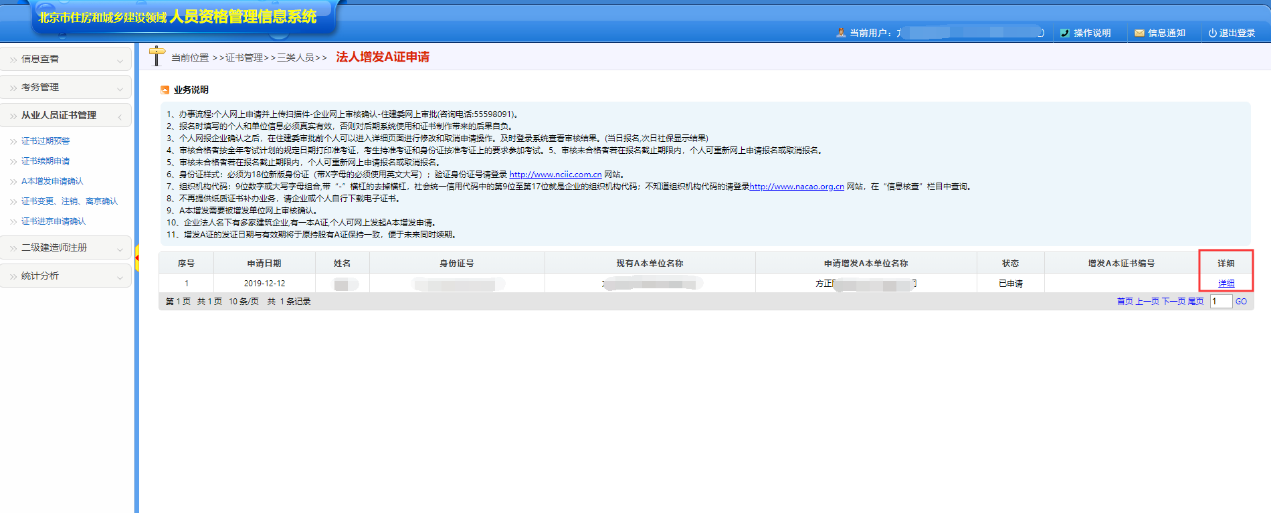 北京市住房和城乡建设领域 人员资格管理信息系统
当前用户： 操作说明 信息通知 退出登录
信息查看
考务管理
从业人员证书管理
证书过期预警
证书续期申请
A本增发申请确认
证书变更、注销、离京确认
证书进京申请确认
二级建造师注册
统计分析
当前位置 >>证书管理>>三类人员>> 法人增发A证申请
业务说明
1、办事流程:个人网上申请并上传扫描件-企业网上审核确认-住建委网上审批(咨询电话:55598091)。
2、报名时填写的个人和单位信息必须真实有效，否则对后期系统使用和证书制作带来的后果自负。
3、个人网报企业确认之后，在住建委审批前个人可以进入详细页面进行修改和取消申请操作。及时登录系统查看审核结果。(当日报名,次日社保显示结果)
4、审核合格者按全年考试计划的规定日期打印准考证，考生持准考证和身份证按准考证上的要求参加考试。5、审核未合格者若在报名截止期限内，个人可重新网上申请报名或取消报名。
5、审核未合格者若在报名截止期限内，个人可重新网上申请报名或取消报名。
6、身份证样式：必须为18位新版身份证（带X字母的必须使用英文大写）；验证身份证号请登录 http://www.nciic.com.cn 网站。
7、组织机构代码：9位数字或大写字母组合,带“-”横杠的去掉横杠，社会统一信用代码中的第9位至第17位就是企业的组织机构代码；不知道组织机构代码的请登录http://www.nacao.org.cn 网站，在“信息核查”栏目中查询。
8、不再提供纸质证书补办业务，请企业或个人自行下载电子证书。
9、A本增发需要被增发单位网上审核确认。
10、企业法人名下有多家建筑企业,有一本A证,个人可网上发起A本增发申请。
11、增发A证的发证日期与有效期将于原持股有A证保持一致，便于未来同时续期。
序号 申请日期 姓名 身份证号 现有A本单位名称 申请增发A本单位名称 状态 增发A本证书编号 详细
1 2019-12-12 方正 已申请 详细
第1页 共1页 10条/页 共 1条记录 首页 上一页 下一页 尾页 1 GO